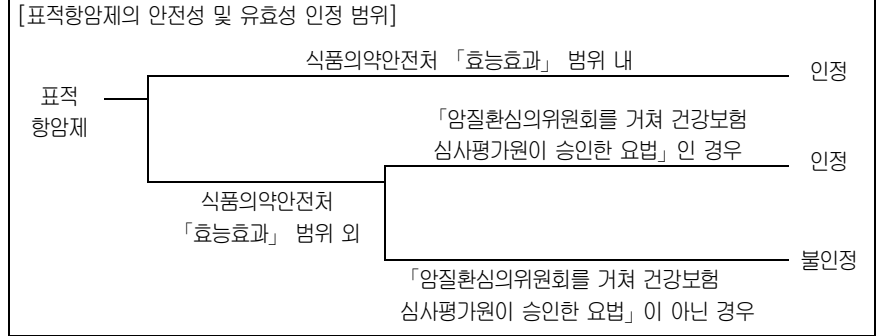 [표적항암제의 안전성 및 유효성 인정 범위]
식품의약안전처 「효능효과」 범위 내
인정
표적
항암제
「암질환심의위원회를 거쳐 건강보험
심사평가원이 승인한 요법」인 경우
인정
식품의약안전처
「효능효과」 범위 외
불인정
「암질환심의위원회를 거쳐 건강보험
심사평가원이 승인한 요법」이 아닌 경우